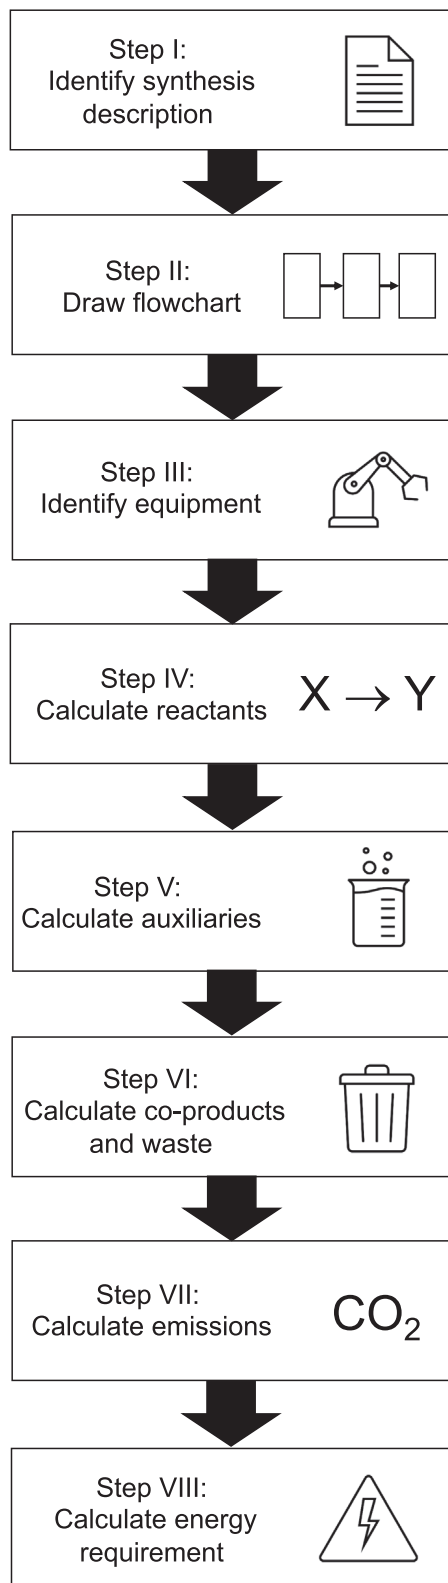 Step I:
Identify synthesis
description
Step II:
Draw flowchart
Step III:
Identify equipment
Step IV:
Calculate reactants
X → Y
Step V:
Calculate auxiliaries
Step VI:
Calculate co-products
and waste
Step VII:
Calculate emissions
CO₂
Step VIII:
Calculate energy
requirement